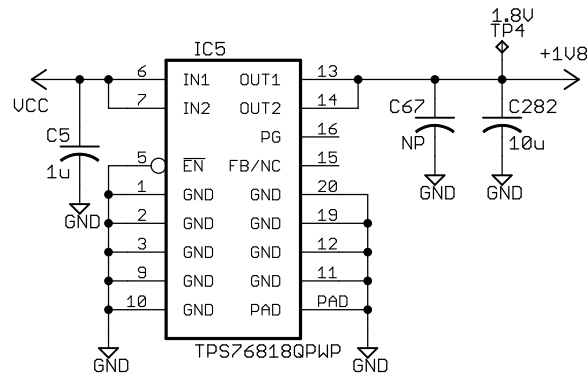 1.8V
TP4
IC5
+1V8
VCC
6 IN1 OUT1 13
7 IN2 OUT2 14
PG 16
5 EN FB/NC 15
1 GND GND 20
2 GND GND 19
3 GND GND 12
9 GND GND 11
10 GND PAD PAD
C5
1u
GND
C67
NP
GND
C282
10u
GND
TPS76818QPWP
GND
GND